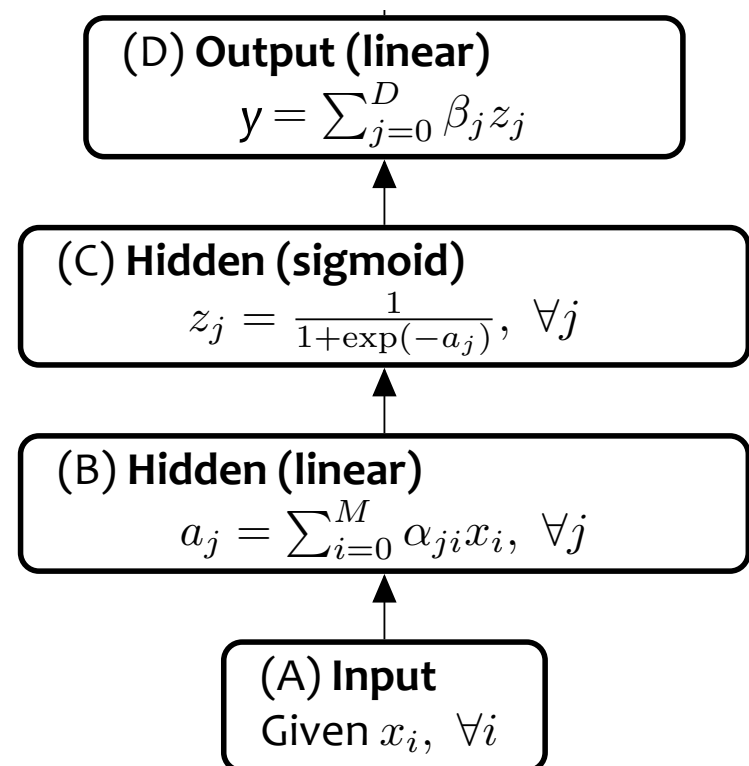 (D) Output (linear)
y = ∑_{j=0}^{D} β_j z_j
(C) Hidden (sigmoid)
z_j = \frac{1}{1+exp(−a_j)}, ∀j
(B) Hidden (linear)
a_j = ∑_{i=0}^{M} α_{ji} x_i, ∀j
(A) Input
Given x_i, ∀i